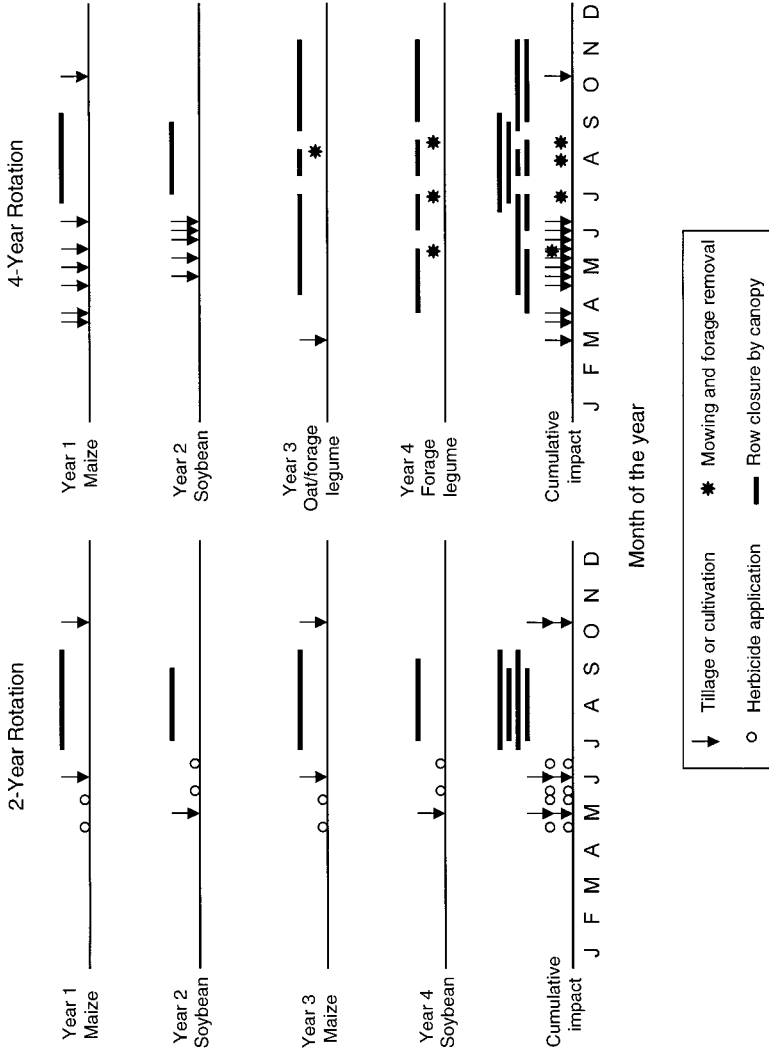 2-Year Rotation
Year 1
Maize
Year 2
Soybean
Year 3
Maize
Year 4
Soybean
Cumulative
impact
J F M A M J J A S O N D
4-Year Rotation
Year 1
Maize
Year 2
Soybean
Year 3
Oat/forage
legume
Year 4
Forage
legume
Cumulative
impact
J F M A M J J A S O N D
Month of the year
Tillage or cultivation
Mowing and forage removal
Herbicide application
Row closure by canopy